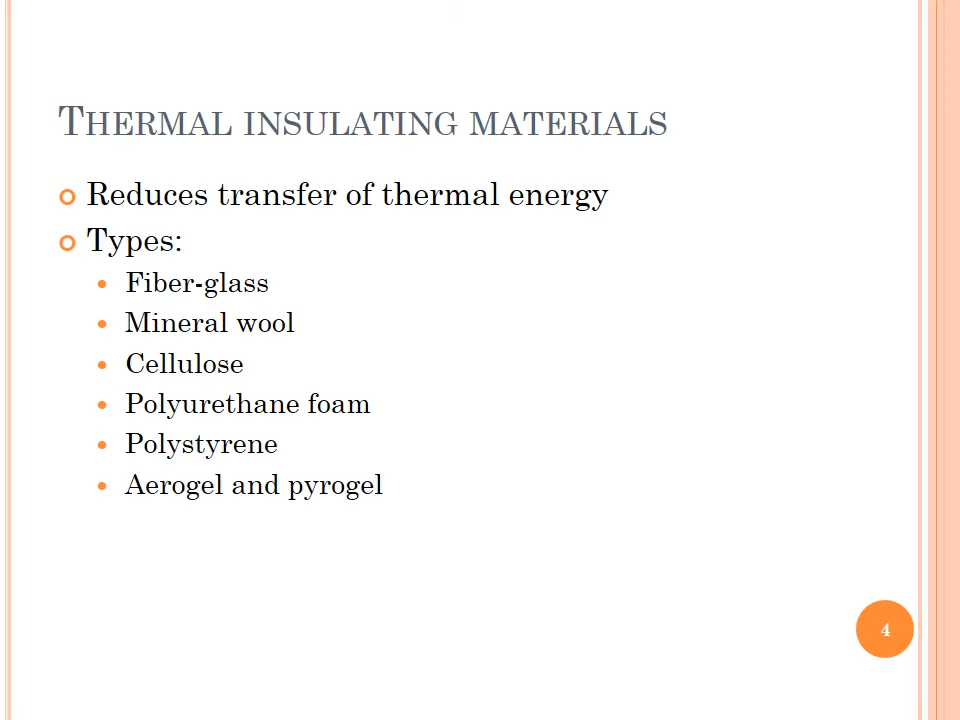 Thermal insulating materials
Reduces transfer of thermal energy
Types:
Fiber-glass
Mineral wool
Cellulose
Polyurethane foam
Polystyrene
Aerogel and pyrogel
4